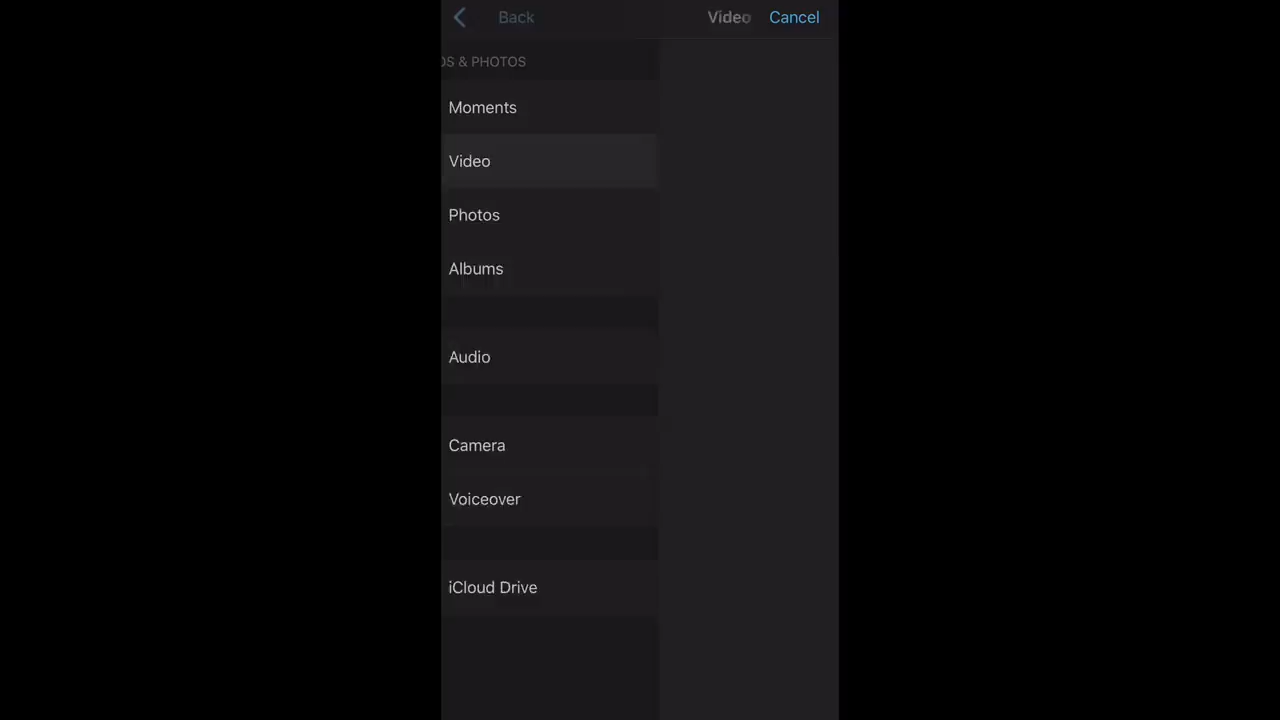 Back Video Cancel
OS & PHOTOS
Moments
Video
Photos
Albums
Audio
Camera
Voiceover
iCloud Drive